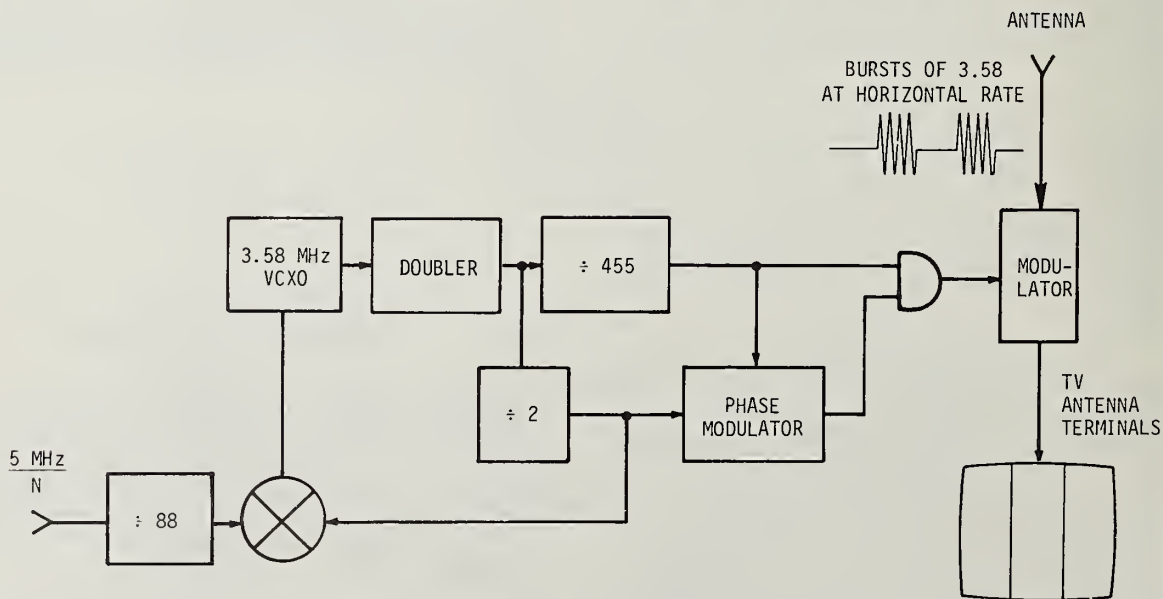 ANTENNA
BURSTS OF 3.58
AT HORIZONTAL RATE
3.58 MHz
VCXO
DOUBLER
÷ 455
MODU-
LATOR
÷ 2
PHASE
MODULATOR
TV
ANTENNA
TERMINALS
5 MHz
N
÷ 88